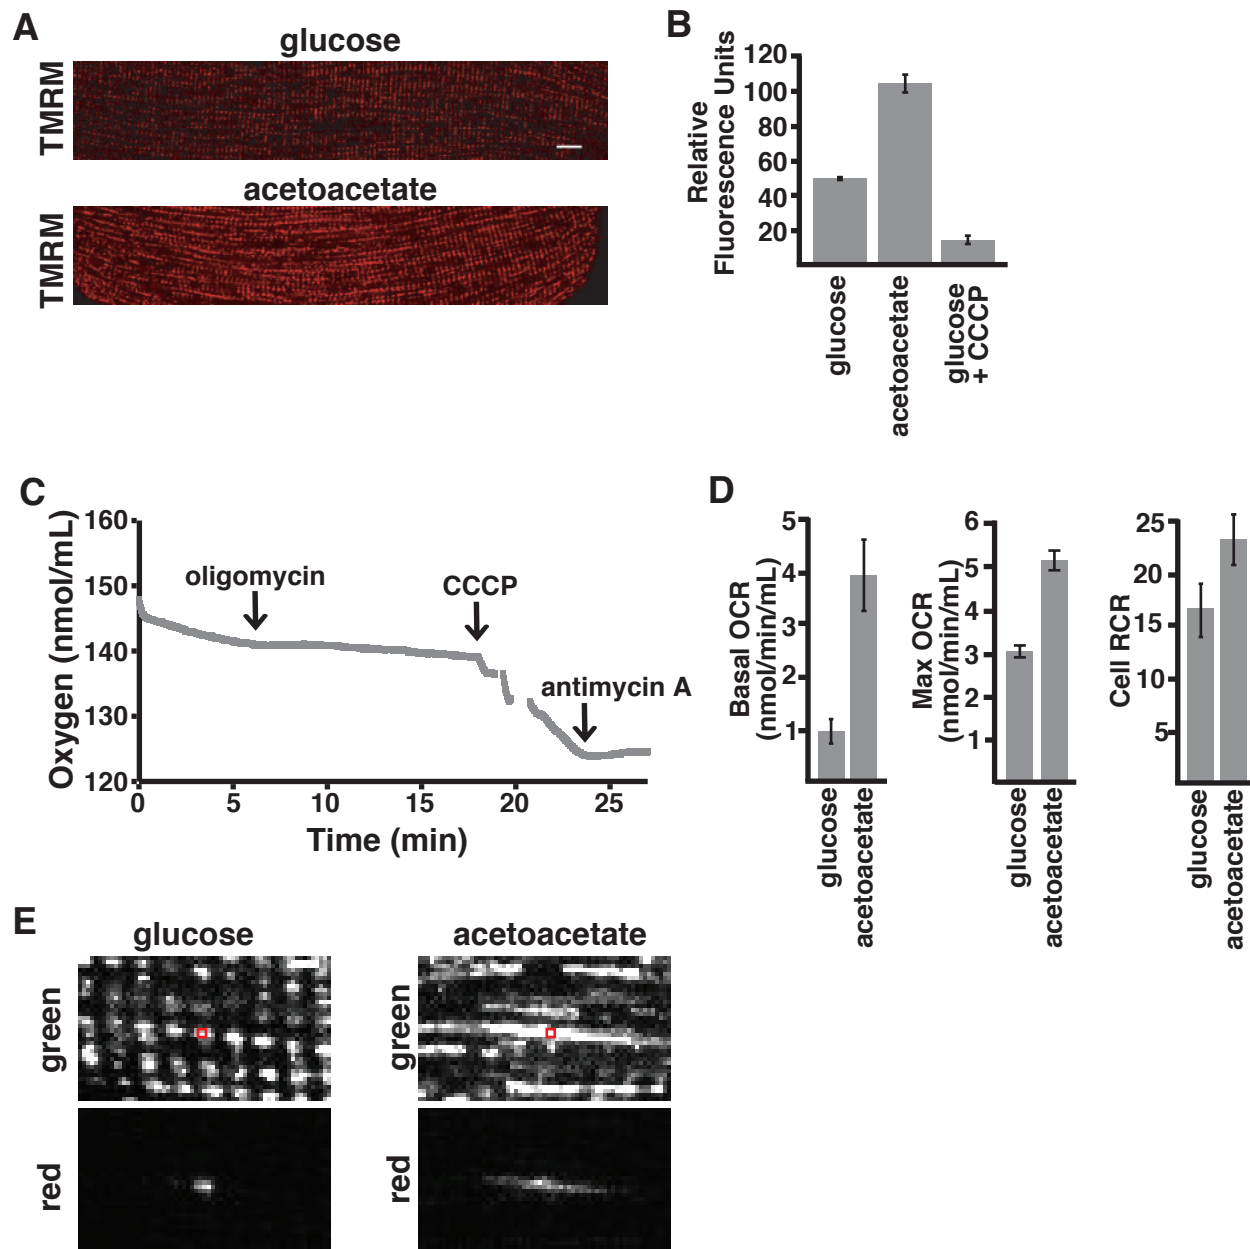 A
glucose
TMRM
acetoacetate
TMRM
B
Relative
Fluorescence Units
120
100
80
60
40
20
glucose
acetoacetate
glucose
+ CCCP
C
Oxygen (nmol/mL)
160
150
140
130
120
oligomycin
CCCP
antimycin A
0
5
10
15
20
25
Time (min)
D
Basal OCR
(nmol/min/mL)
5
4
3
2
1
glucose
acetoacetate
Max OCR
(nmol/min/mL)
6
5
4
3
2
1
glucose
acetoacetate
Cell RCR
25
20
15
10
5
glucose
acetoacetate
E
glucose
acetoacetate
green
green
red
red